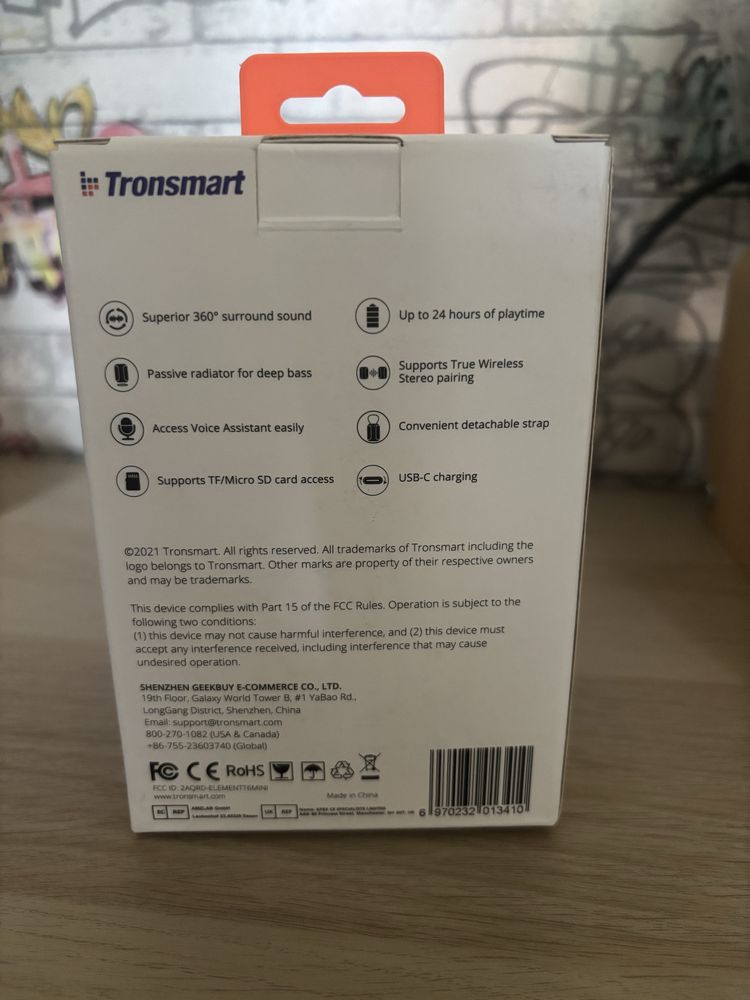 Tronsmart
Superior 360° surround sound
Up to 24 hours of playtime
Passive radiator for deep bass
Supports True Wireless
Stereo pairing
Access Voice Assistant easily
Convenient detachable strap
Supports TF/Micro SD card access
USB-C charging
©2021 Tronsmart. All rights reserved. All trademarks of Tronsmart including the
logo belongs to Tronsmart. Other marks are property of their respective owners
and may be trademarks.
This device complies with Part 15 of the FCC Rules. Operation is subject to the
following two conditions:
(1) this device may not cause harmful interference, and (2) this device must
accept any interference received, including interference that may cause
undesired operation.
SHENZHEN GEEKBUY E-COMMERCE CO., LTD.
19th Floor, Galaxy World Tower B, #1 YaBao Rd.,
LongGang District, Shenzhen, China
Email: support@tronsmart.com
800-270-1082 (USA & Canada)
+86-755-23603740 (Global)
FC CE RoHS
FCC ID: 2AQRD-ELEMENTT6MINI
www.tronsmart.com
Made in China
EC REP
UK REP
6 970232 013410